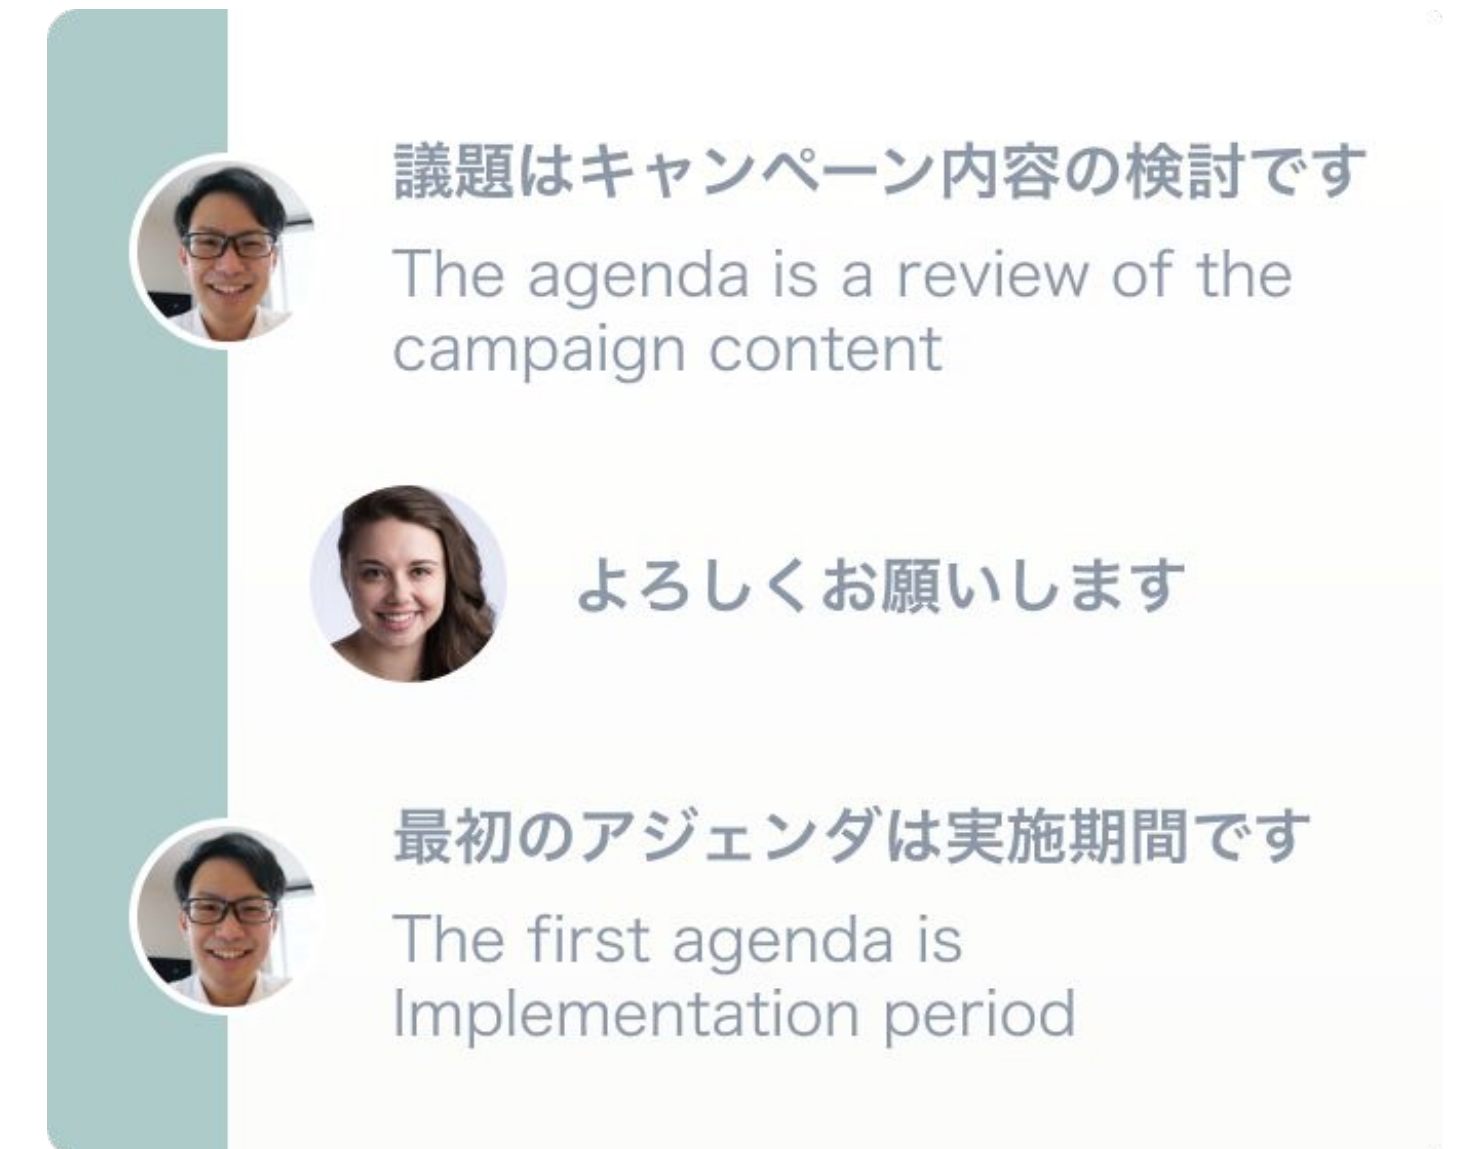 議題はキャンペーン内容の検討です
The agenda is a review of the
campaign content
よろしくお願いします
最初のアジェンダは実施期間です
The first agenda is
Implementation period